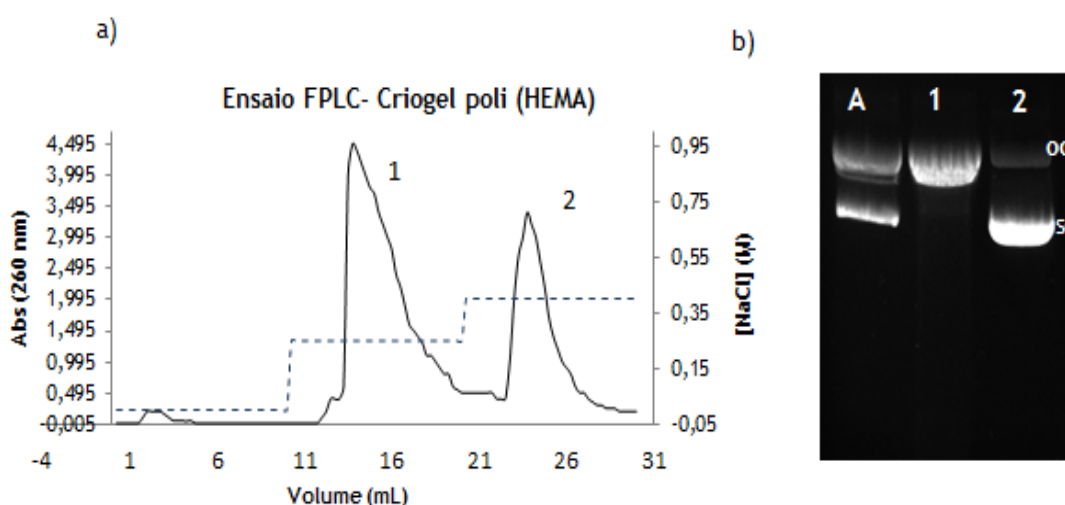 a)
Ensaio FPLC- Criogel poli (HEMA)
Abs (260 nm)
4,495
3,995
3,495
2,995
2,495
1,995
1,495
0,995
0,495
-0,005
1
2
0,95
0,75
0,55
0,35
0,15
-0,05
[NaCl] (M)
-4 1 6 11 16 21 26 31
Volume (mL)
b)
A 1 2